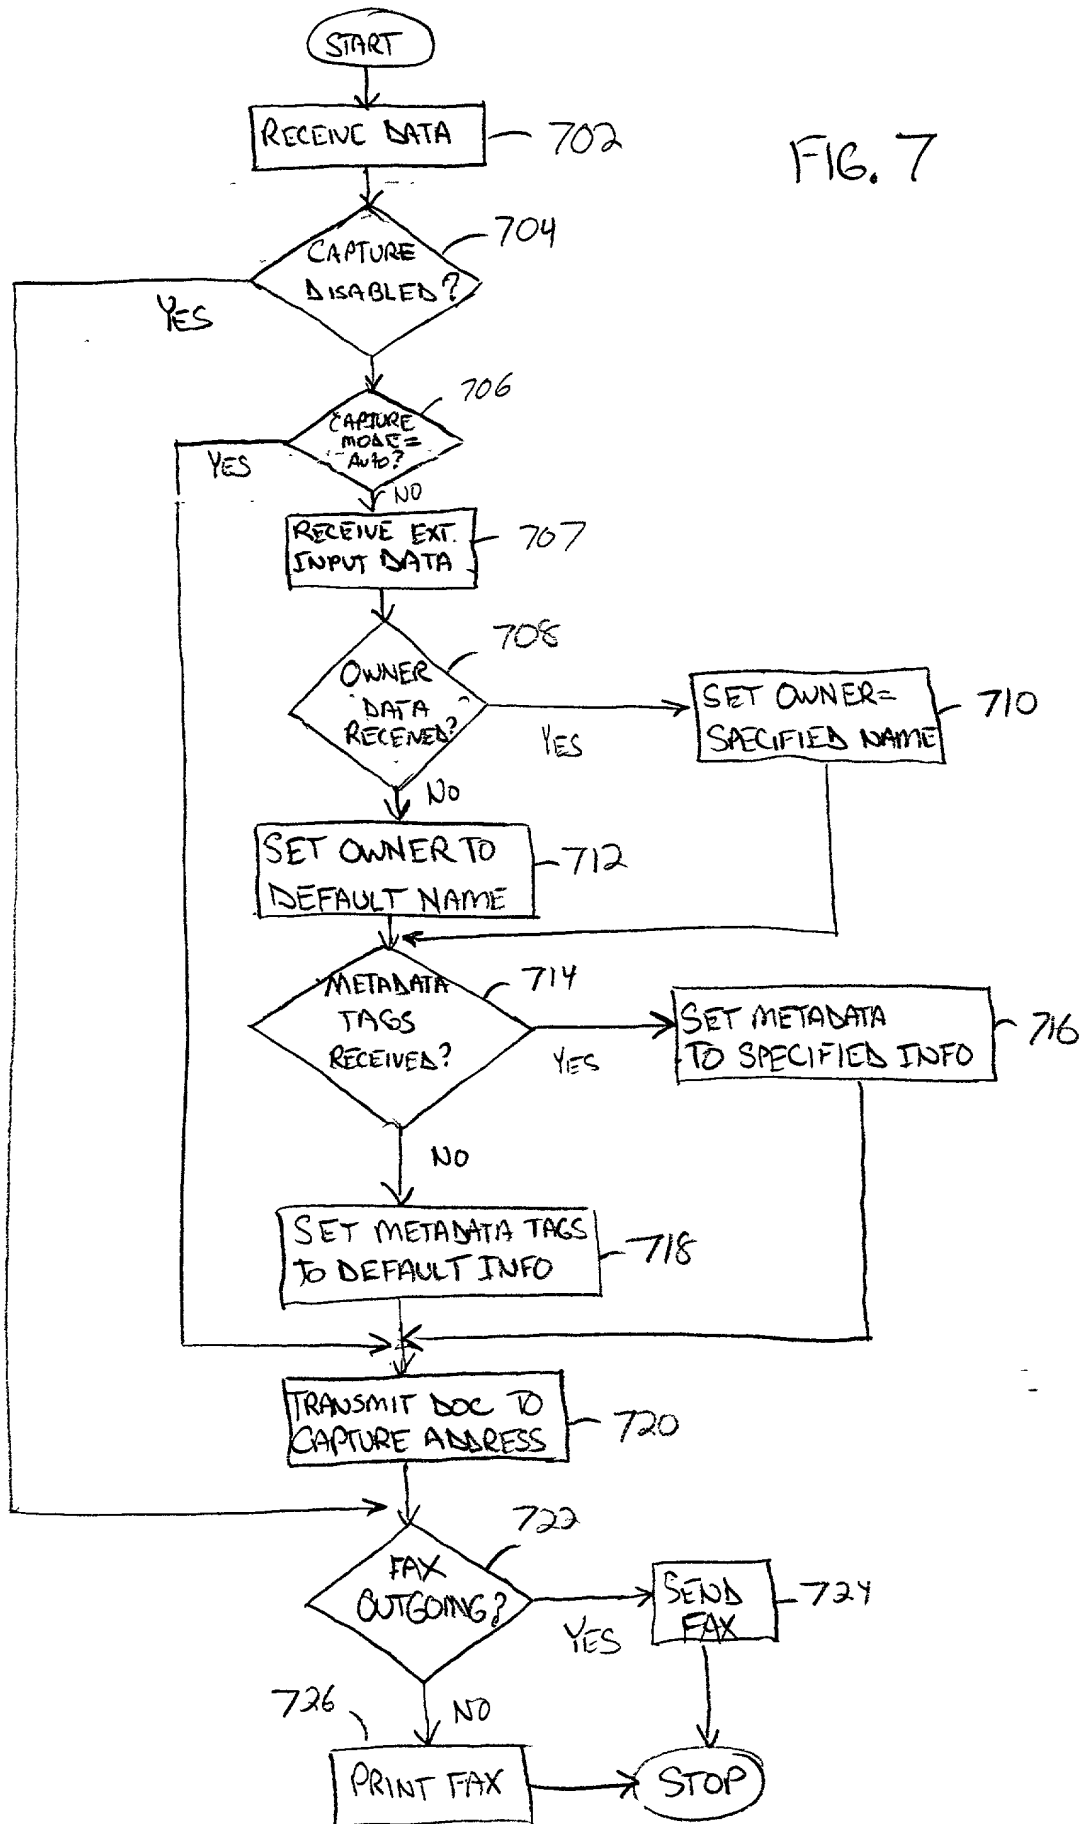 START
RECEIVE DATA
702
FIG. 7
704
CAPTURE
DISABLED?
YES
706
CAPTURE
MODE=
AUTO?
YES
NO
RECEIVE EXT.
INPUT DATA
707
708
OWNER
DATA
RECEIVED?
YES
SET OWNER=
SPECIFIED NAME
710
NO
SET OWNER TO
DEFAULT NAME
712
METADATA
TAGS
RECEIVED?
714
YES
SET METADATA
TO SPECIFIED INFO
716
NO
SET METADATA TAGS
TO DEFAULT INFO
718
TRANSMIT DOC TO
CAPTURE ADDRESS
720
722
FAX
OUTGOING?
YES
SEND
FAX
724
726
NO
PRINT FAX
STOP